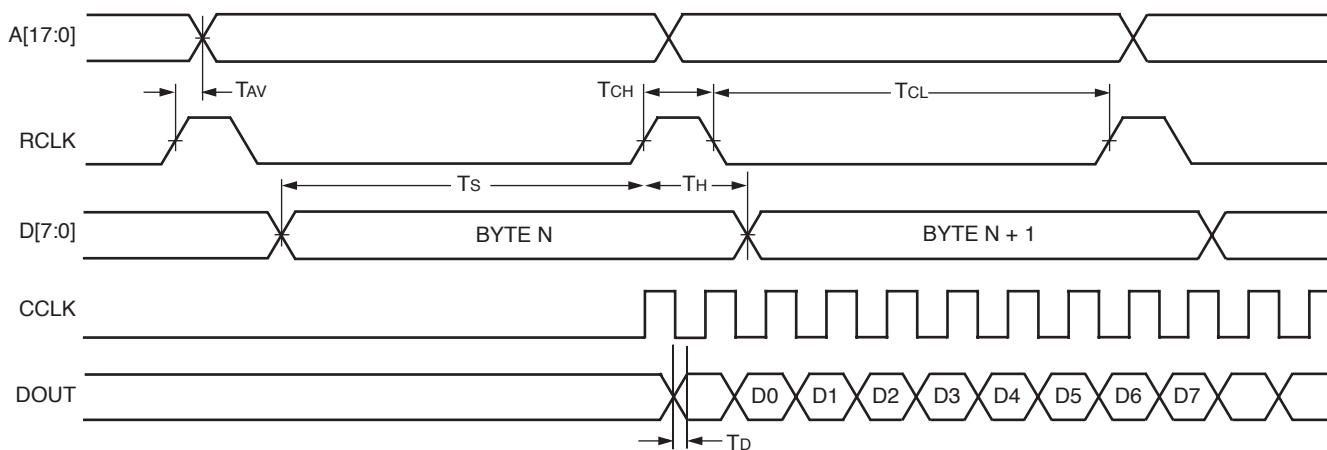 A[17:0]
TAV
TCH
TCL
RCLK
TS
TH
D[7:0]
BYTE N
BYTE N + 1
CCLK
DOUT
D0
D1
D2
D3
D4
D5
D6
D7
TD